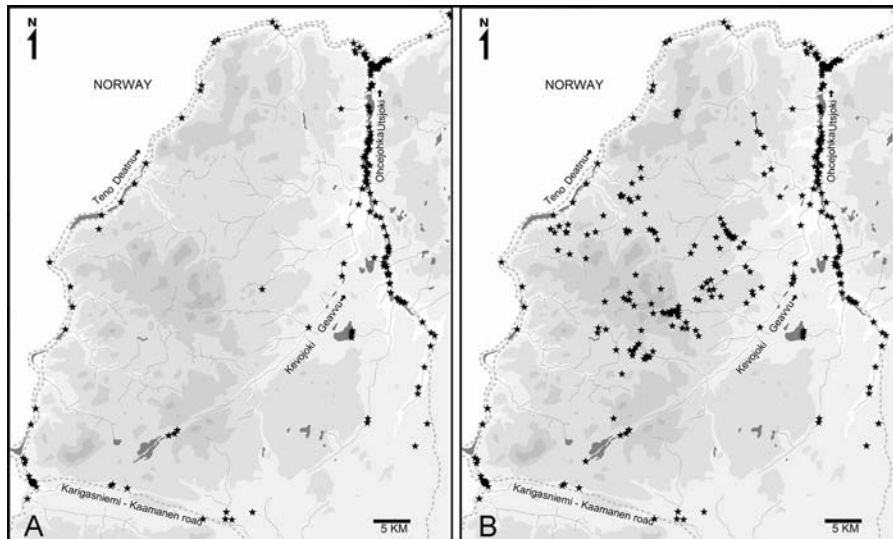 N
NORWAY
Teno Deatnu
Ohcejohka Utsjoki
Kevojoki Geavvu
Karigasniemi - Kaamanen road
A
5 KM
N
NORWAY
Teno Deatnu
Ohcejohka Utsjoki
Kevojoki Geavvu
Karigasniemi - Kaamanen road
B
5 KM